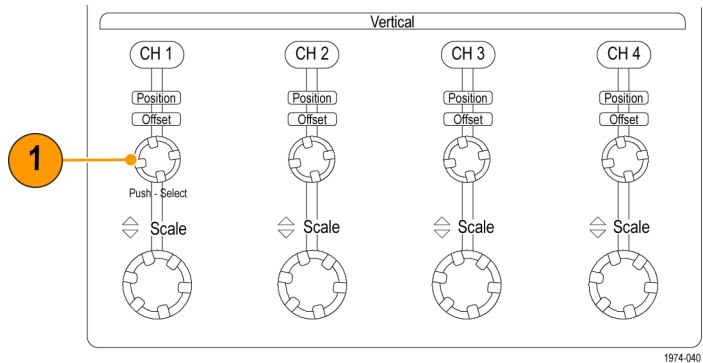 Vertical
CH 1 CH 2 CH 3 CH 4
Position Position Position Position
Offset Offset Offset Offset
1
Push - Select
Scale Scale Scale Scale
1974-040